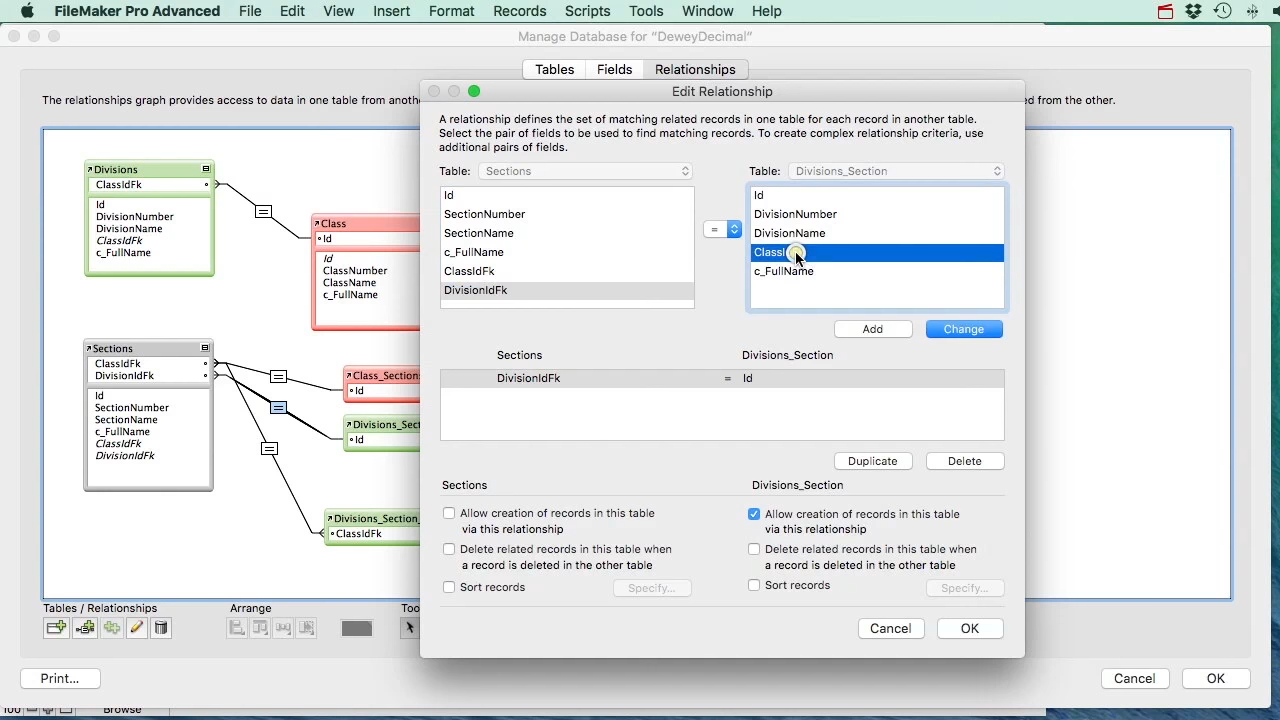 FileMaker Pro Advanced File Edit View Insert Format Records Scripts Tools Window Help
Manage Database for “DeweyDecimal”
Tables Fields Relationships
The relationships graph provides access to data in one table from
ed from the other.
Edit Relationship
A relationship defines the set of matching related records in one table for each record in another table.
Select the pair of fields to be used to find matching records. To create complex relationship criteria, use
additional pairs of fields.
Table: Sections
Table: Divisions_Section
Id
SectionNumber
SectionName
c_FullName
ClassIdFk
DivisionIdFk
=
Id
DivisionNumber
DivisionName
ClassI
c_FullName
Add Change
Sections Divisions_Section
DivisionIdFk = Id
Duplicate Delete
Sections
Allow creation of records in this table
via this relationship
Delete related records in this table when
a record is deleted in the other table
Sort records Specify...
Divisions_Section
Allow creation of records in this table
via this relationship
Delete related records in this table when
a record is deleted in the other table
Sort records Specify...
Cancel OK
Divisions
ClassIdFk
Id
DivisionNumber
DivisionName
ClassIdFk
c_FullName
Class
Id
Id
ClassNumber
ClassName
c_FullName
Sections
ClassIdFk
DivisionIdFk
Id
SectionNumber
SectionName
c_FullName
ClassIdFk
DivisionIdFk
Class_Sections
Id
Divisions_Sect
Id
Divisions_Section_
ClassIdFk
Tables / Relationships
Arrange
Too
Print...
Cancel OK
100
Browse